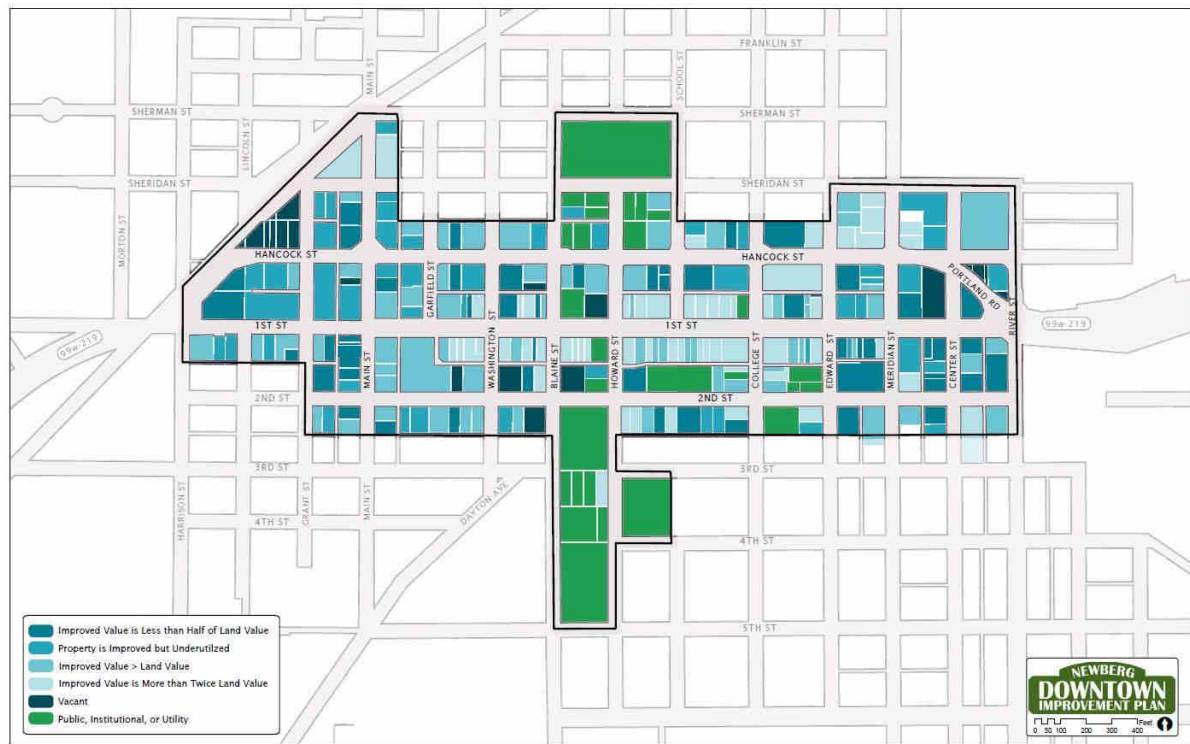 FRANKLIN ST
MAIN ST
SCHOOL ST
SHERMAN ST
SHERMAN ST
LINCOLN ST
SHERIDAN ST
SHERIDAN ST
MORTON ST
HANCOCK ST
HANCOCK ST
GARFIELD ST
PORTLAND RD
RIVER ST
1ST ST
1ST ST
99w-219
99w-219
MAIN ST
WASHINGTON ST
BLAINE ST
HOWARD ST
COLLEGE ST
EDWARD ST
MERIDIAN ST
CENTER ST
2ND ST
2ND ST
3RD ST
3RD ST
HARRISON ST
GRANT ST
MAIN ST
DAYTON AVE
4TH ST
4TH ST
5TH ST
Improved Value is Less than Half of Land Value
Property is Improved but Underutilzed
Improved Value > Land Value
Improved Value is More than Twice Land Value
Vacant
Public, Institutional, or Utility
NEWBERG
DOWNTOWN
IMPROVEMENT PLAN
Feet
0 50 100 200 300 400